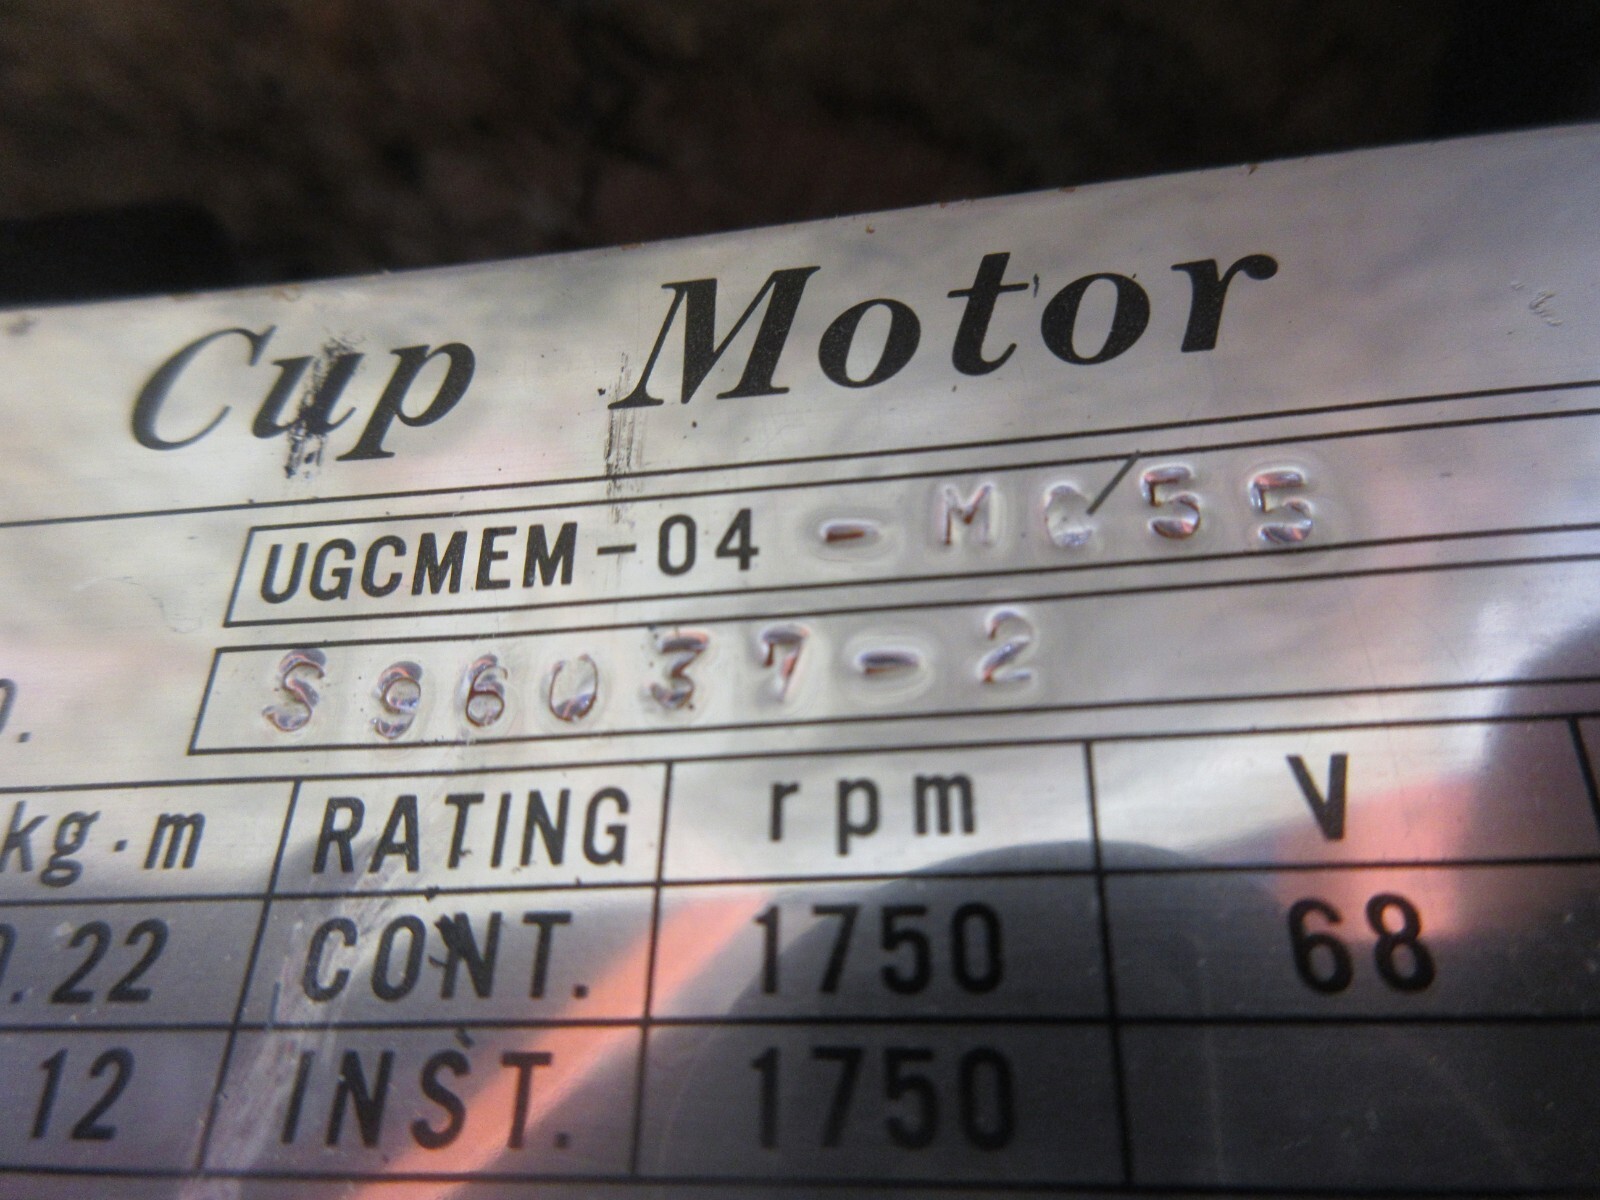 Cup Motor
UGCMEM-04-MC55
S96037-2
kg·m RATING rpm V
.22 CONT. 1750 68
12 INST. 1750